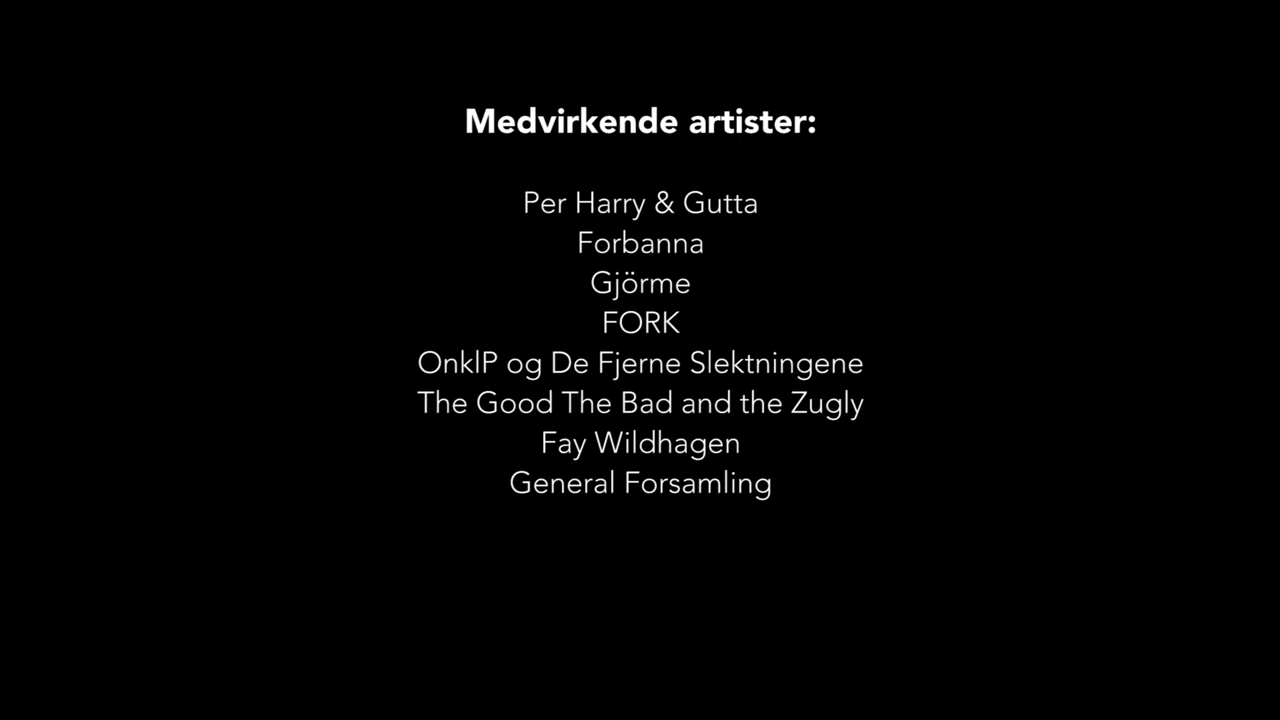 Medvirkende artister:
Per Harry & Gutta
Forbanna
Gjörme
FORK
OnklP og De Fjerne Slektningene
The Good The Bad and the Zugly
Fay Wildhagen
General Forsamling